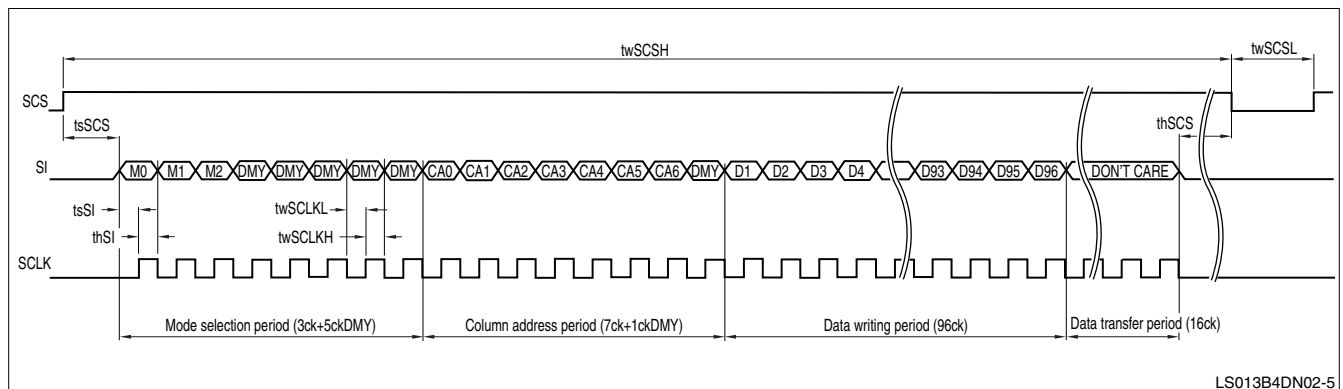 twSCSH twSCSL
SCS
tsSCS thSCS
SI M0 M1 M2 DMY DMY DMY DMY DMY CA0 CA1 CA2 CA3 CA4 CA5 CA6 DMY D1 D2 D3 D4 D93 D94 D95 D96 DON'T CARE
tsSI twSCLKL
thSI twSCLKH
SCLK
Mode selection period (3ck+5ckDMY) Column address period (7ck+1ckDMY) Data writing period (96ck) Data transfer period (16ck)
LS013B4DN02-5